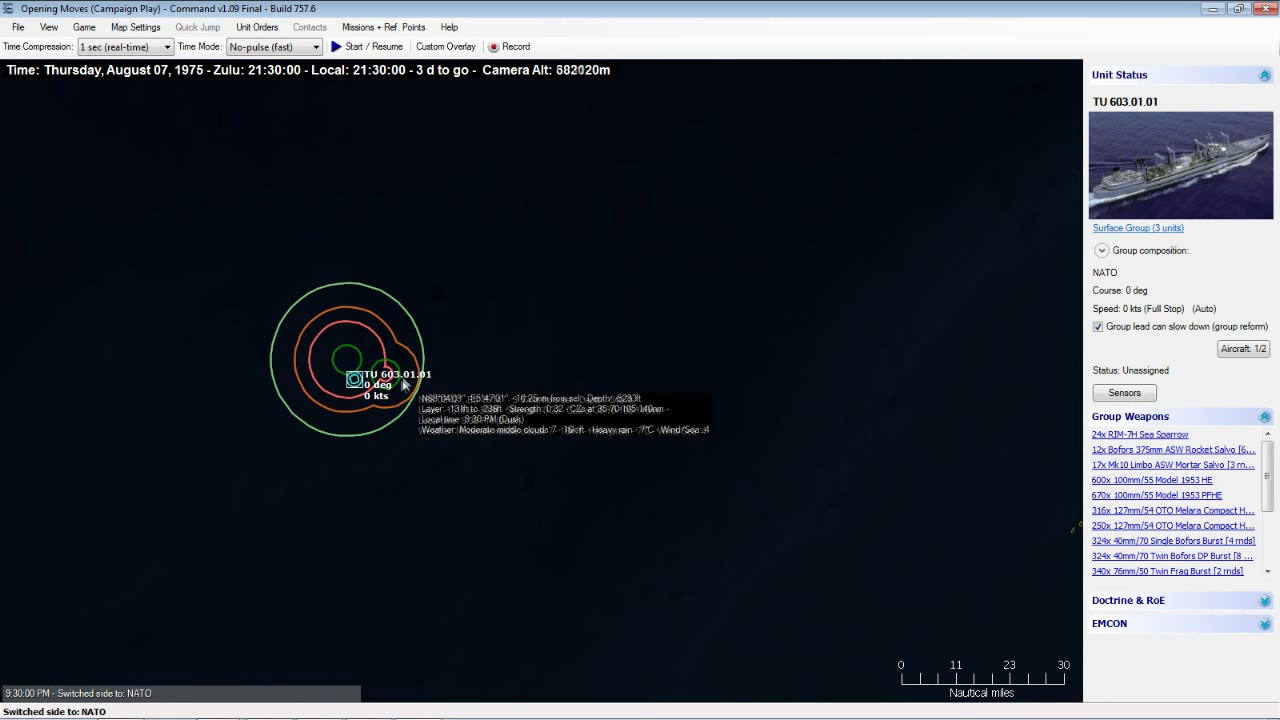 Opening Moves (Campaign Play) - Command v1.09 Final - Build 757.6
File View Game Map Settings Quick Jump Unit Orders Contacts Missions + Ref. Points Help
Time Compression: 1 sec (real-time) Time Mode: No-pulse (fast) Start / Resume Custom Overlay Record
Time: Thursday, August 07, 1975 - Zulu: 21:30:00 - Local: 21:30:00 - 3 d to go - Camera Alt: 682020m
TU 603.01.01
0 deg
0 kts
Local time: 9:30 PM (Dusk)
0 11 23 30
Nautical miles
9:30:00 PM - Switched side to: NATO
Switched side to: NATO
Unit Status
TU 603.01.01
Surface Group (3 units)
Group composition:
NATO
Course: 0 deg
Speed: 0 kts (Full Stop) (Auto)
Group lead can slow down (group reform)
Aircraft: 1/2
Status: Unassigned
Sensors
Group Weapons
24x RIM-7H Sea Sparrow
12x Bofors 375mm ASW Rocket Salvo [6...
17x Mk10 Limbo ASW Mortar Salvo [3 rn...
600x 100mm/55 Model 1953 HE
670x 100mm/55 Model 1953 PFHE
316x 127mm/54 OTO Melara Compact H...
250x 127mm/54 OTO Melara Compact H...
324x 40mm/70 Single Bofors Burst [4 rnds]
324x 40mm/70 Twin Bofors DP Burst [8 ...
340x 76mm/50 Twin Frag Burst [2 rnds]
Doctrine & RoE
EMCON